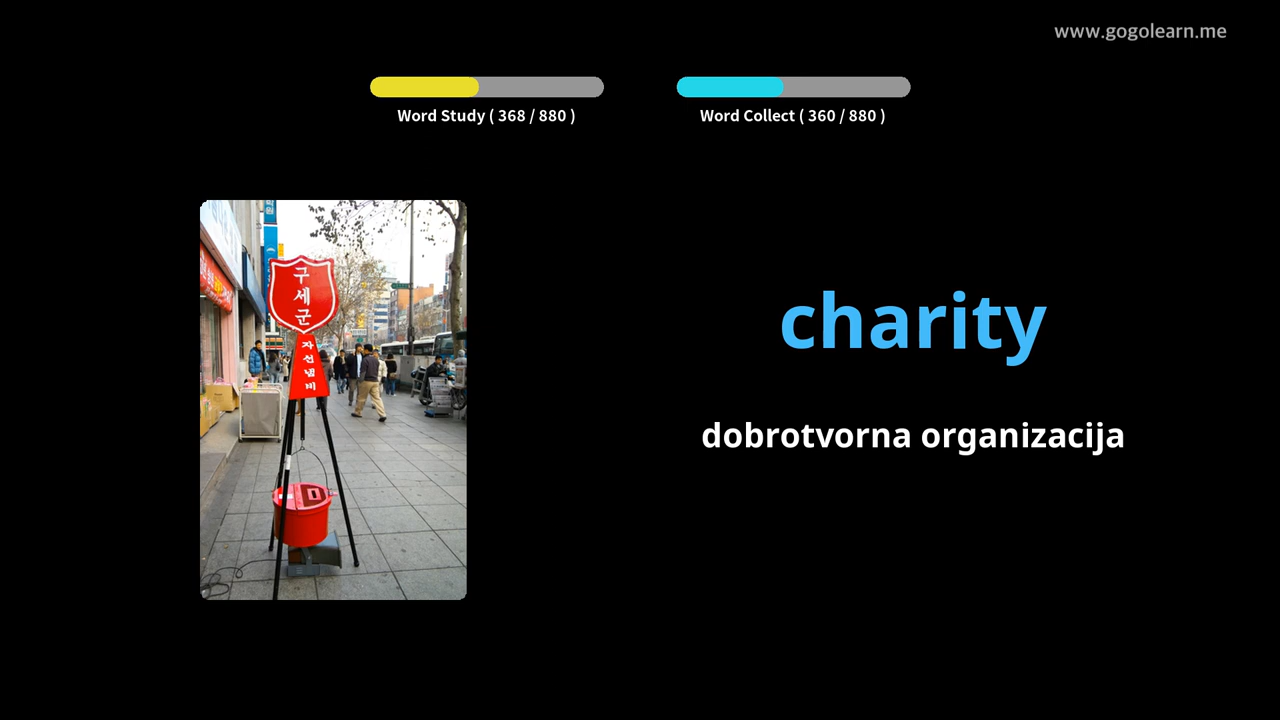 www.gogolearn.me
Word Study ( 368 / 880 )
Word Collect ( 360 / 880 )
구
세
군
자
선
냄
비
charity
dobrotvorna organizacija